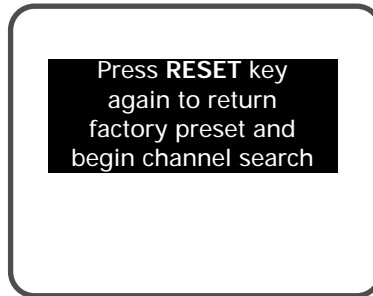 Press RESET key
again to return
factory preset and
begin channel search